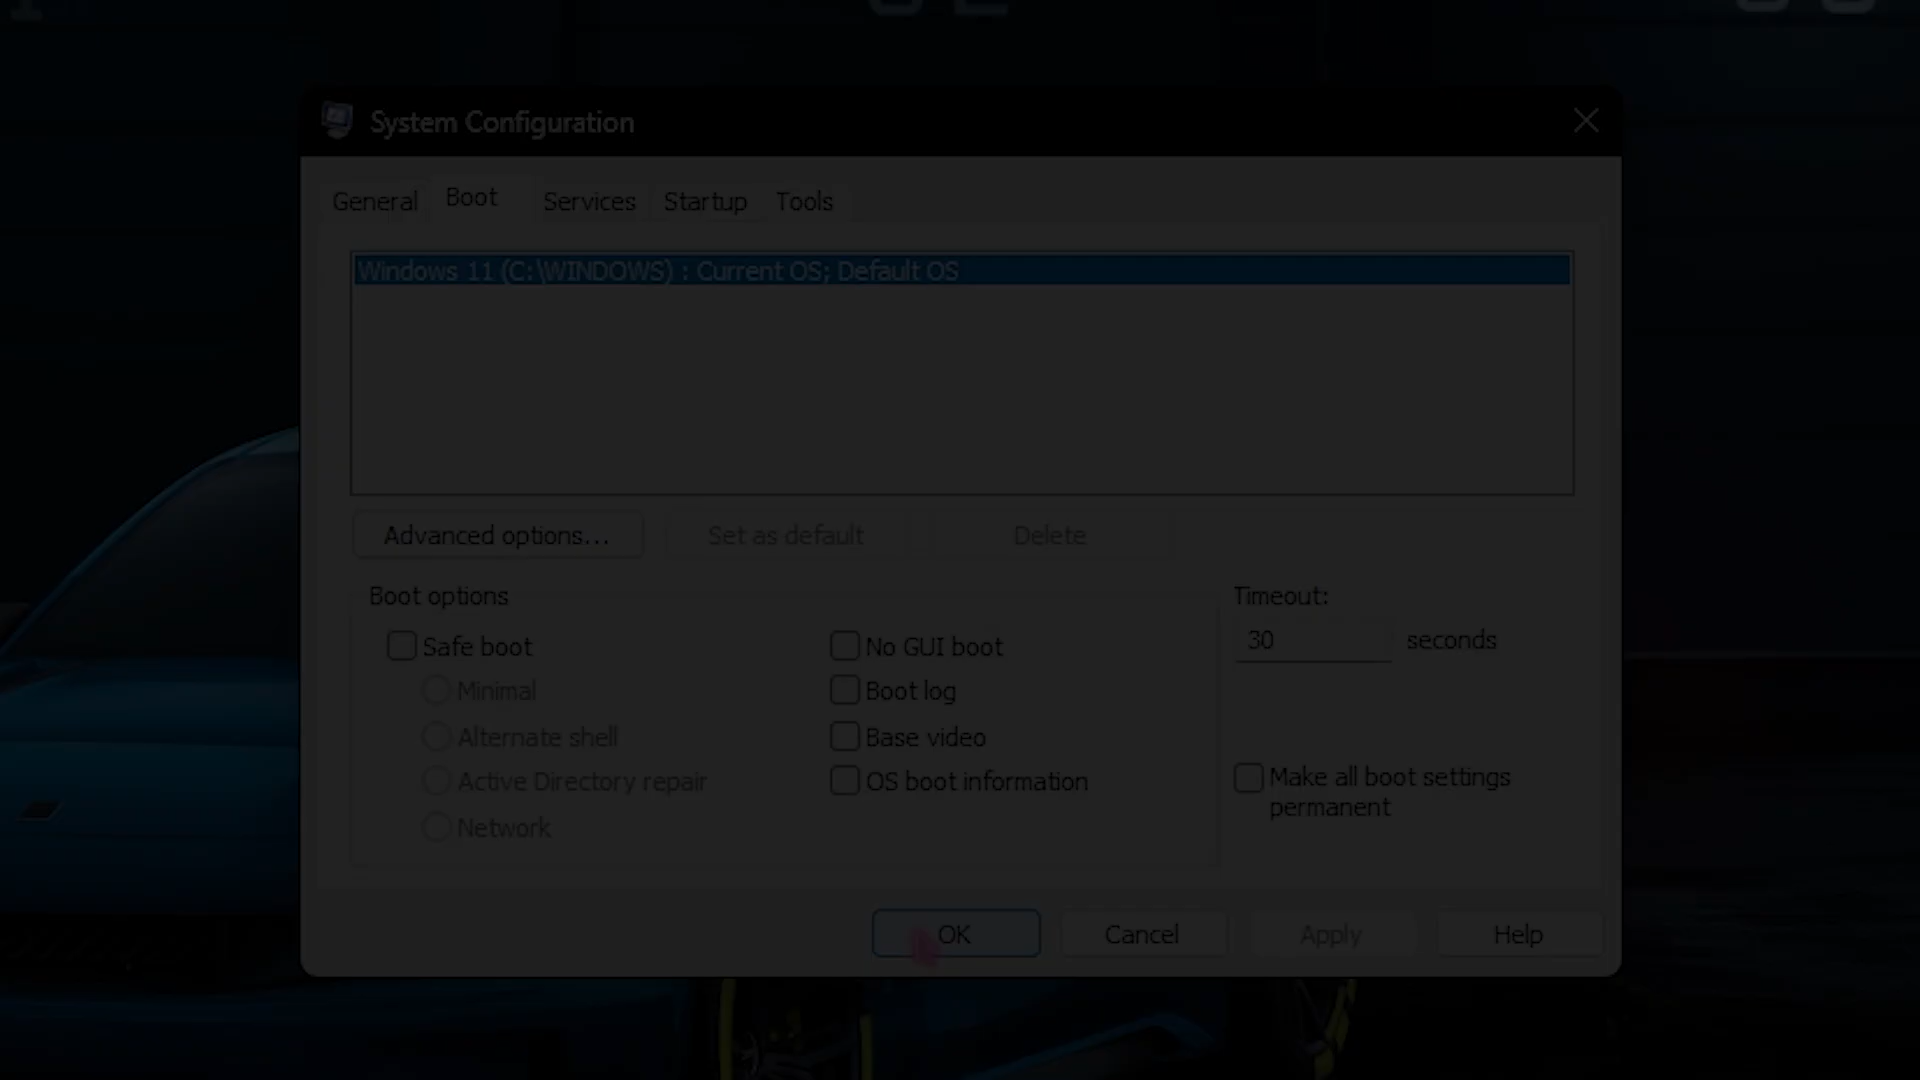 System Configuration
General Boot Services Startup Tools
Windows 11 (C:\WINDOWS) : Current OS; Default OS
Advanced options... Set as default Delete
Boot options
Timeout:
Safe boot
No GUI boot
30 seconds
Minimal
Boot log
Alternate shell
Base video
Active Directory repair
OS boot information
Make all boot settings
permanent
Network
OK Cancel Apply Help